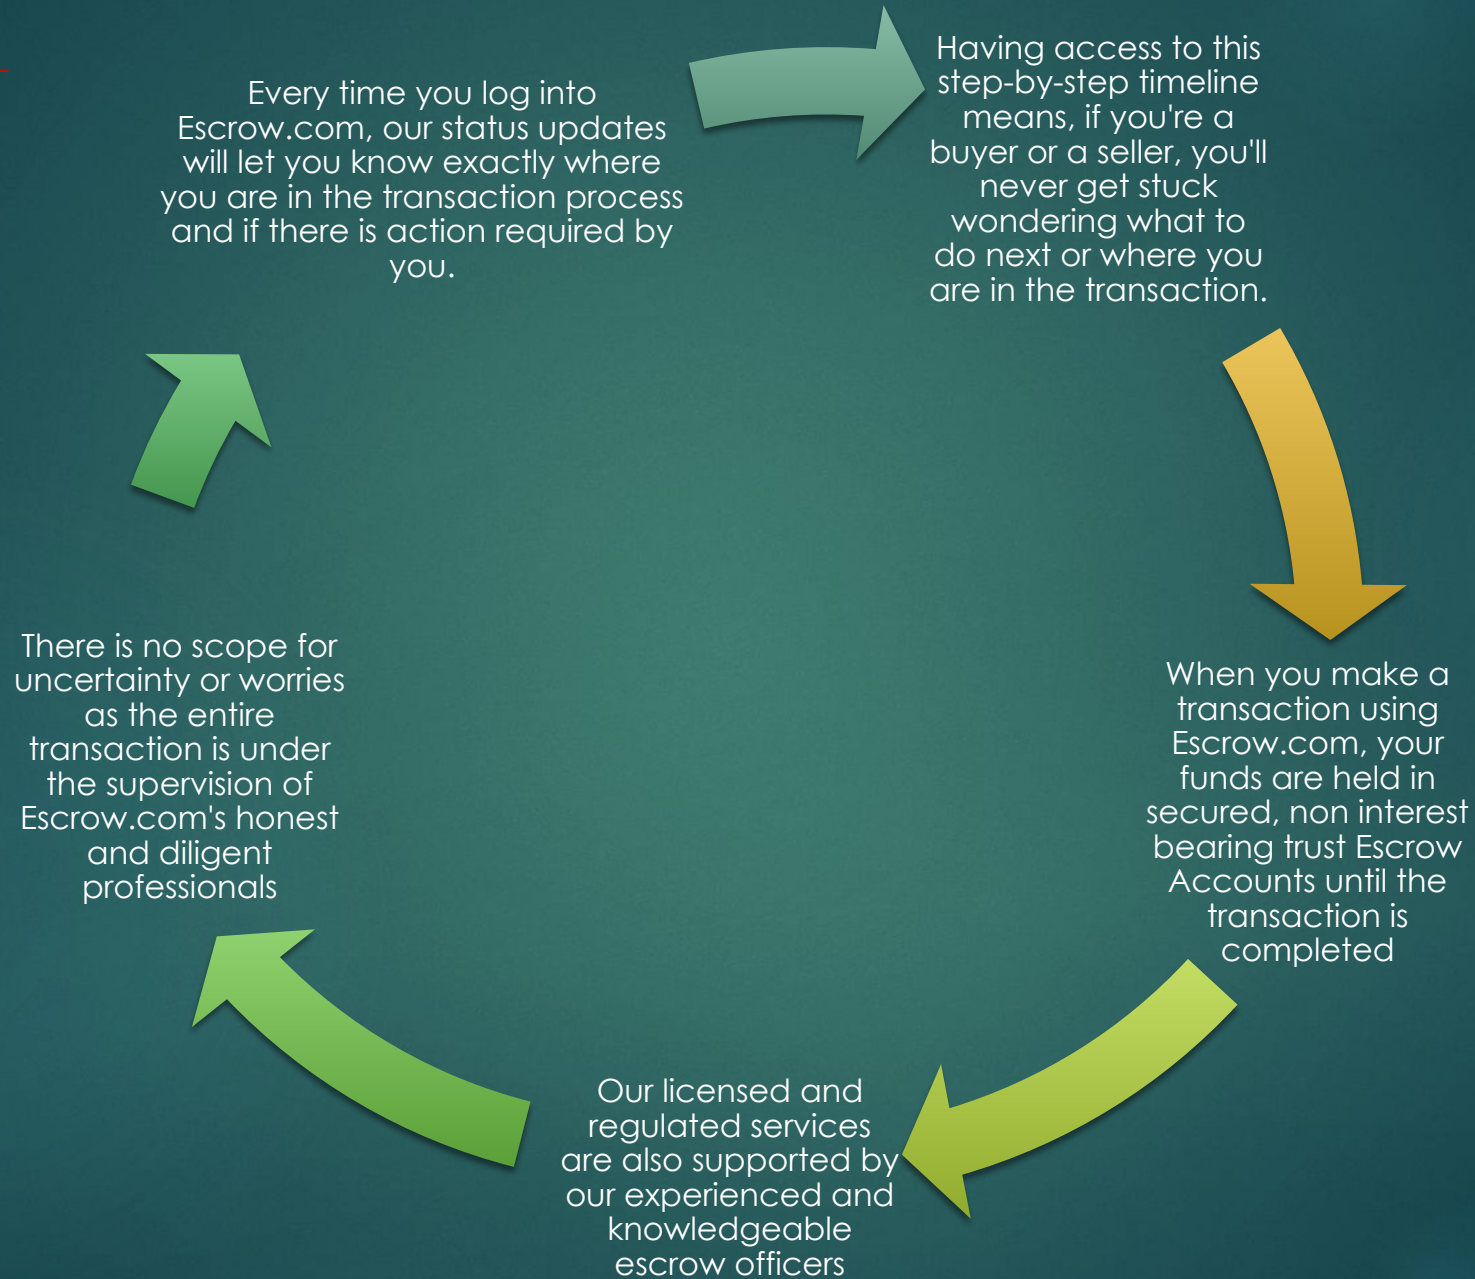 Every time you log into
Escrow.com, our status updates
will let you know exactly where
you are in the transaction process
and if there is action required by
you.
Having access to this
step-by-step timeline
means, if you're a
buyer or a seller, you'll
never get stuck
wondering what to
do next or where you
are in the transaction.
When you make a
transaction using
Escrow.com, your
funds are held in
secured, non interest
bearing trust Escrow
Accounts until the
transaction is
completed
Our licensed and
regulated services
are also supported by
our experienced and
knowledgeable
escrow officers
There is no scope for
uncertainty or worries
as the entire
transaction is under
the supervision of
Escrow.com's honest
and diligent
professionals